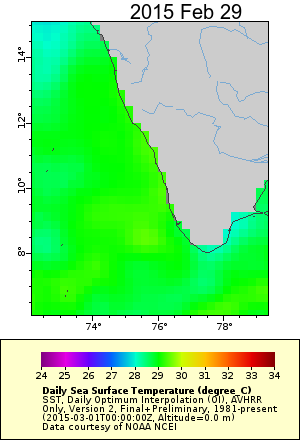 2015 Feb 29
14°
12°
10°
8°
74°
76°
78°
24 25 26 27 28 29 30 31 32 33 34
Daily Sea Surface Temperature (degree_C)
SST, Daily Optimum Interpolation (OI), AVHRR
Only, Version 2, Final+Preliminary, 1981-present
(2015-03-01T00:00:00Z, Altitude=0.0 m)
Data courtesy of NOAA NCEI